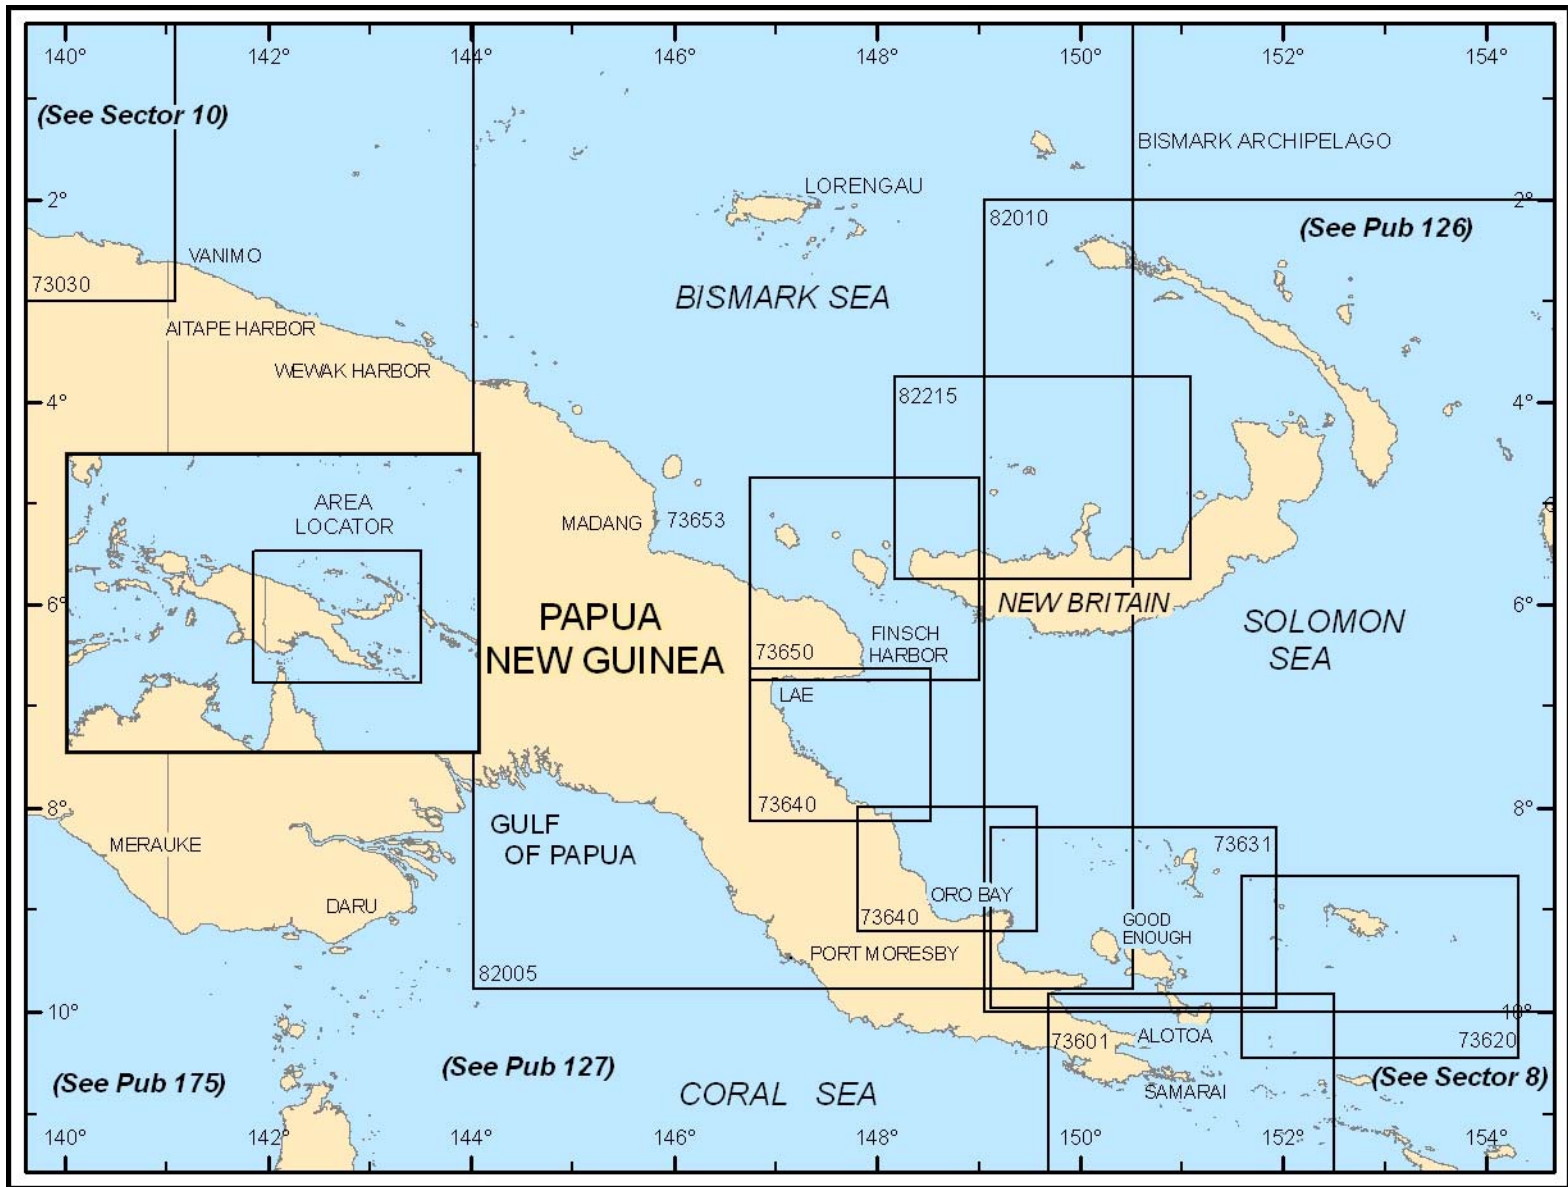 140°
142°
144°
146°
148°
150°
152°
154°
(See Sector 10)
BISMARK ARCHIPELAGO
LORENGAU
2°
2°
82010
(See Pub 126)
VANIMO
73030
BISMARK SEA
AITAPE HARBOR
WEWAK HARBOR
4°
82215
4°
AREA
LOCATOR
MADANG
73653
6°
6°
PAPUA
NEW GUINEA
NEW BRITAIN
SOLOMON
SEA
FINSCH
HARBOR
73650
LAE
8°
73640
8°
GULF
OF PAPUA
MERAUKE
73631
DARU
ORO BAY
73640
GOOD
ENOUGH
PORT MORESBY
82005
10°
10°
73601
ALOTOA
73620
(See Pub 175)
(See Pub 127)
(See Sector 8)
CORAL SEA
SAMARAI
140°
142°
144°
146°
148°
150°
152°
154°